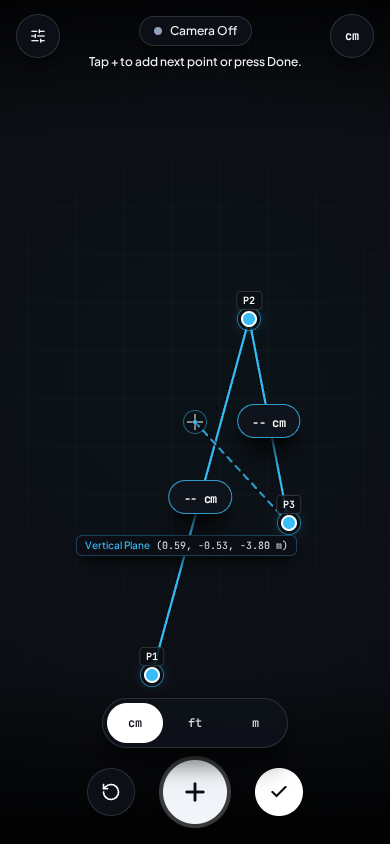 Camera Off
cm
Tap + to add next point or press Done.
P2
-- cm
-- cm
P3
Vertical Plane (0.59, -0.53, -3.80 m)
P1
cm ft m